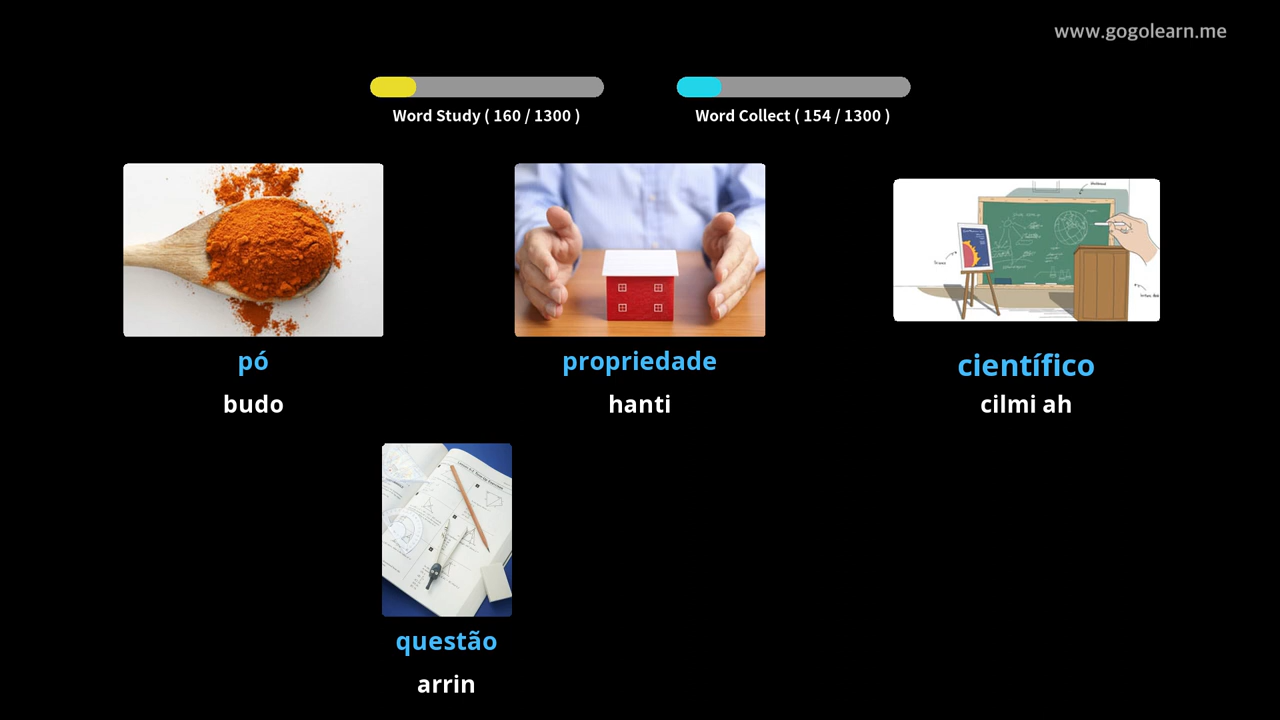 www.gogolearn.me
Word Study ( 160 / 1300 )
Word Collect ( 154 / 1300 )
pó
propriedade
científico
budo
hanti
cilmi ah
questão
arrin